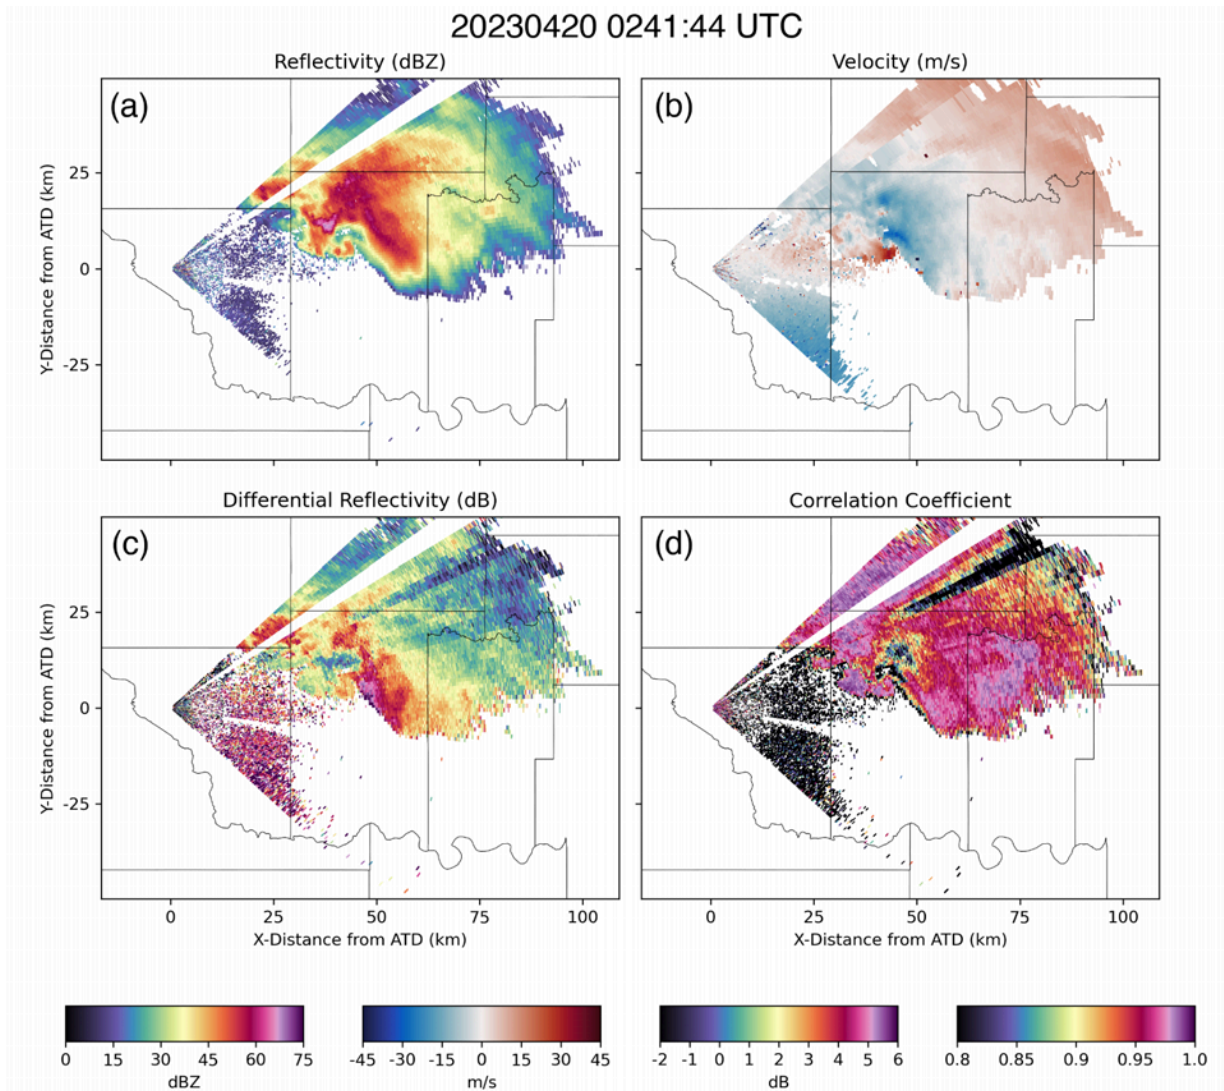 20230420 0241:44 UTC
Reflectivity (dBZ)
Velocity (m/s)
(a)
(b)
Y-Distance from ATD (km)
25
0
-25
Differential Reflectivity (dB)
Correlation Coefficient
(c)
(d)
Y-Distance from ATD (km)
25
0
-25
0 25 50 75 100
0 25 50 75 100
X-Distance from ATD (km)
X-Distance from ATD (km)
0 15 30 45 60 75
dBZ
-45 -30 -15 0 15 30 45
m/s
-2 -1 0 1 2 3 4 5 6
dB
0.8 0.85 0.9 0.95 1.0